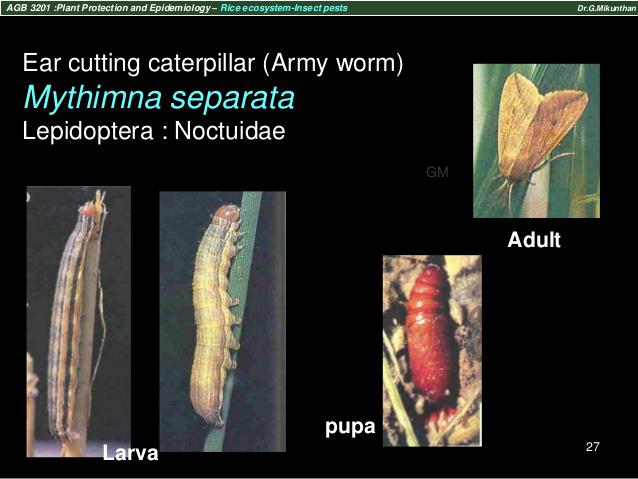 AGB 3201 :Plant Protection and Epidemiology – Rice ecosystem-Insect pests Dr.G.Mikunthan
Ear cutting caterpillar (Army worm)
Mythimna separata
Lepidoptera : Noctuidae
GM
Adult
pupa
Larva
27